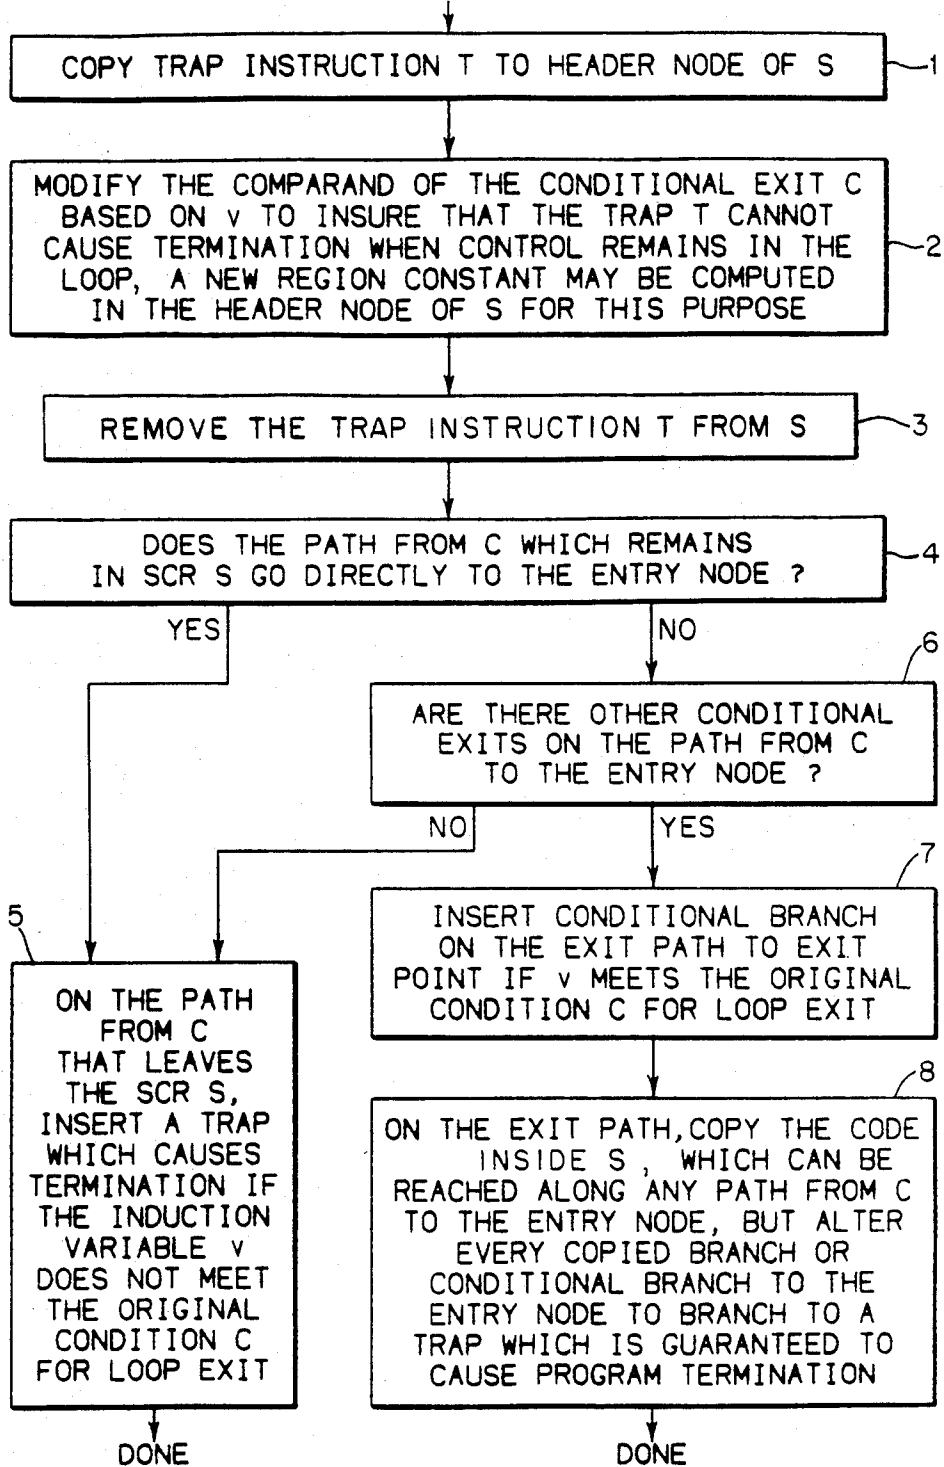 COPY TRAP INSTRUCTION T TO HEADER NODE OF S
1
MODIFY THE COMPARAND OF THE CONDITIONAL EXIT C
BASED ON v TO INSURE THAT THE TRAP T CANNOT
CAUSE TERMINATION WHEN CONTROL REMAINS IN THE
LOOP, A NEW REGION CONSTANT MAY BE COMPUTED
IN THE HEADER NODE OF S FOR THIS PURPOSE
2
REMOVE THE TRAP INSTRUCTION T FROM S
3
DOES THE PATH FROM C WHICH REMAINS
IN SCR S GO DIRECTLY TO THE ENTRY NODE ?
4
YES
NO
6
ARE THERE OTHER CONDITIONAL
EXITS ON THE PATH FROM C
TO THE ENTRY NODE ?
NO
YES
7
INSERT CONDITIONAL BRANCH
ON THE EXIT PATH TO EXIT
POINT IF v MEETS THE ORIGINAL
CONDITION C FOR LOOP EXIT
5
ON THE PATH
FROM C
THAT LEAVES
THE SCR S,
INSERT A TRAP
WHICH CAUSES
TERMINATION IF
THE INDUCTION
VARIABLE v
DOES NOT MEET
THE ORIGINAL
CONDITION C
FOR LOOP EXIT
8
ON THE EXIT PATH, COPY THE CODE
INSIDE S, WHICH CAN BE
REACHED ALONG ANY PATH FROM C
TO THE ENTRY NODE, BUT ALTER
EVERY COPIED BRANCH OR
CONDITIONAL BRANCH TO THE
ENTRY NODE TO BRANCH TO A
TRAP WHICH IS GUARANTEED TO
CAUSE PROGRAM TERMINATION
DONE
DONE